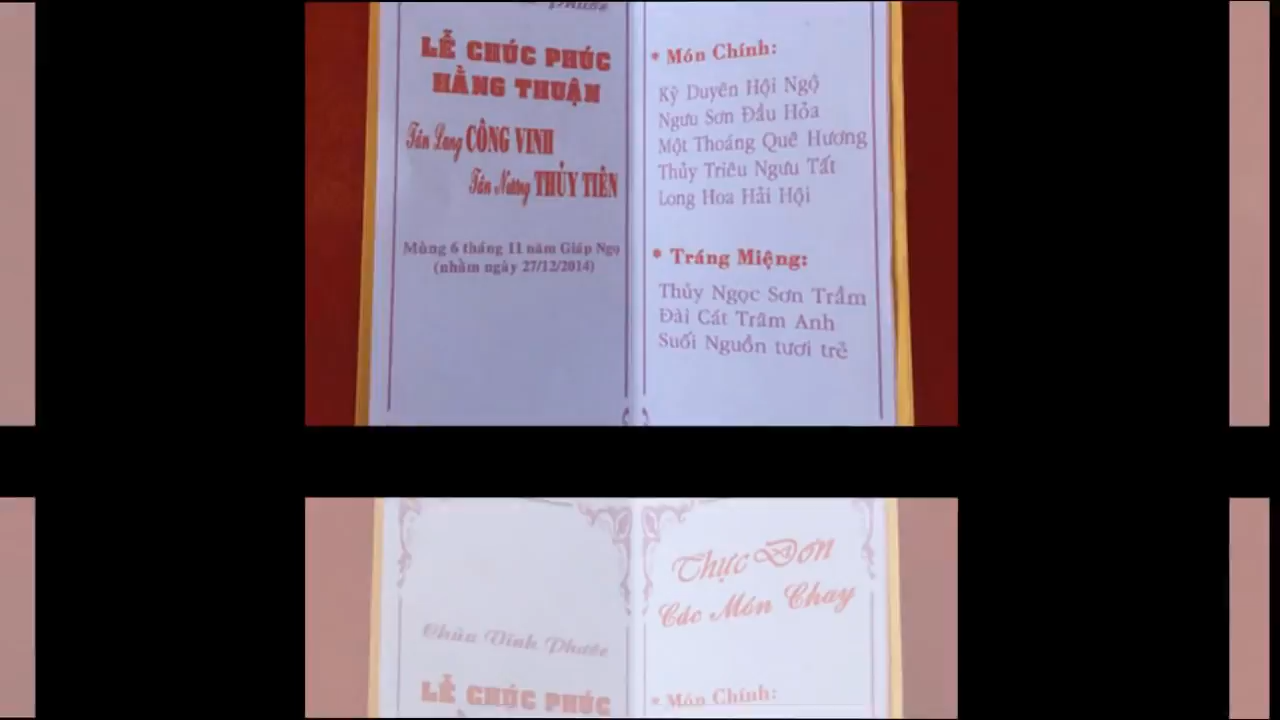 LỄ CHÚC PHÚC
HẰNG THUẬN
Tân Lang CÔNG VINH
Tân Nương THỦY TIÊN
Mùng 6 tháng 11 năm Giáp Ngọ
(nhằm ngày 27/12/2014)
* Món Chính:
Kỳ Duyên Hội Ngộ
Ngưu Sơn Đầu Hỏa
Một Thoáng Quê Hương
Thủy Triều Ngưu Tất
Long Hoa Hải Hội
* Tráng Miệng:
Thủy Ngọc Sơn Trầm
Đài Cát Trâm Anh
Suối Nguồn tươi trẻ
Chùa Vĩnh Phước
LỄ CHÚC PHÚC
Thực Đơn
Các Món Chay
* Món Chính: